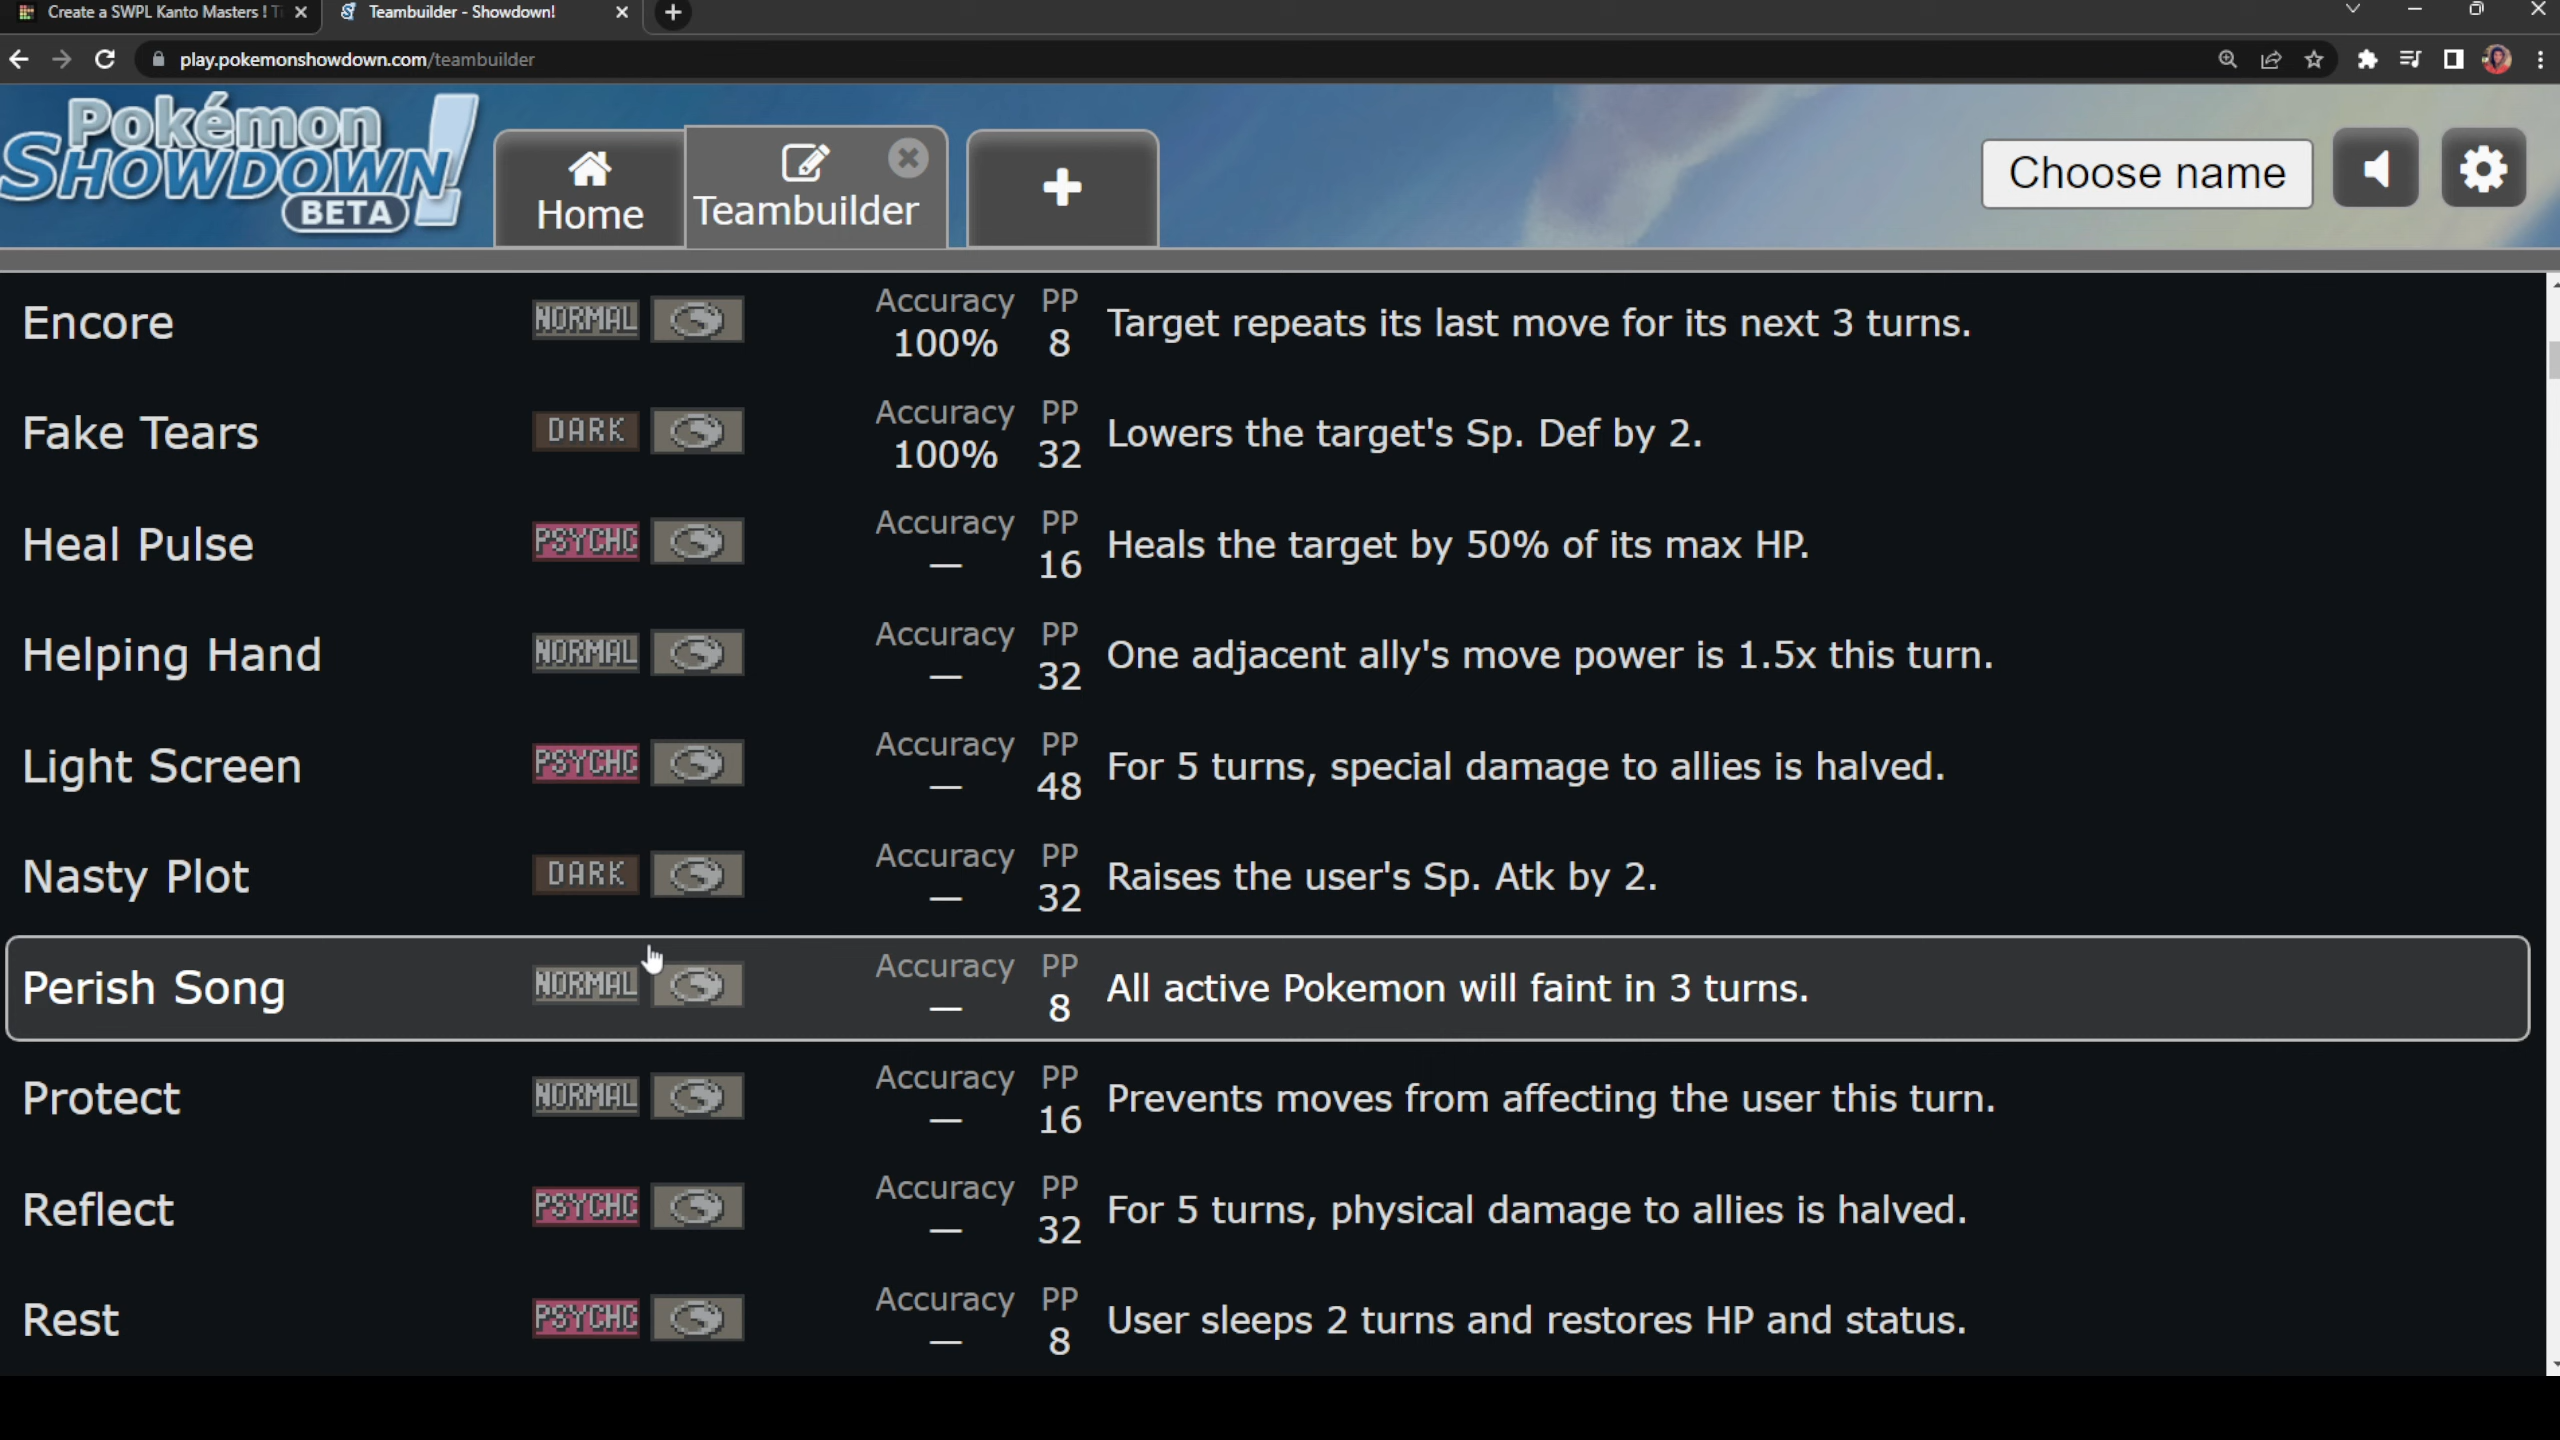 Create a SWPL Kanto Masters ! Ti
Teambuilder - Showdown!
play.pokemonshowdown.com/teambuilder
Pokémon
SHOWDOWN!
BETA
Home
Teambuilder
Choose name
Encore NORMAL Accuracy 100% PP 8 Target repeats its last move for its next 3 turns.
Fake Tears DARK Accuracy 100% PP 32 Lowers the target's Sp. Def by 2.
Heal Pulse PSYCHC Accuracy — PP 16 Heals the target by 50% of its max HP.
Helping Hand NORMAL Accuracy — PP 32 One adjacent ally's move power is 1.5x this turn.
Light Screen PSYCHC Accuracy — PP 48 For 5 turns, special damage to allies is halved.
Nasty Plot DARK Accuracy — PP 32 Raises the user's Sp. Atk by 2.
Perish Song NORMAL Accuracy — PP 8 All active Pokemon will faint in 3 turns.
Protect NORMAL Accuracy — PP 16 Prevents moves from affecting the user this turn.
Reflect PSYCHC Accuracy — PP 32 For 5 turns, physical damage to allies is halved.
Rest PSYCHC Accuracy — PP 8 User sleeps 2 turns and restores HP and status.